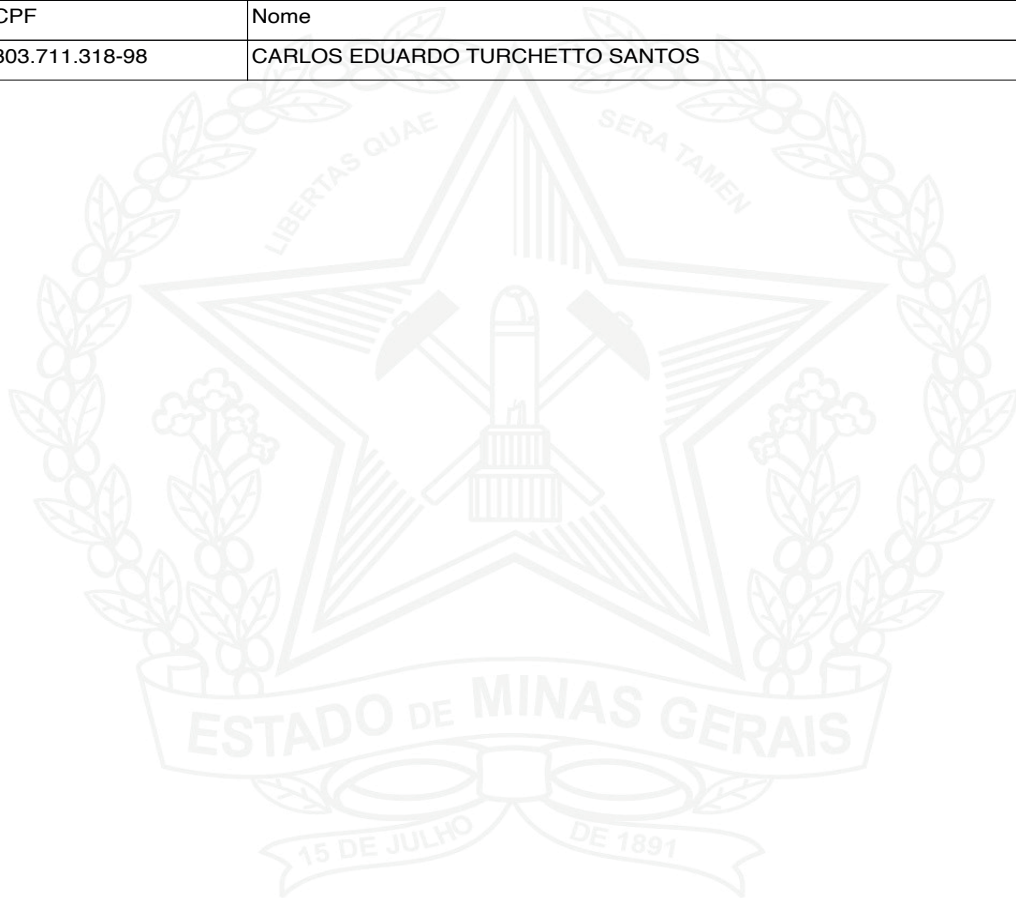 CPF Nome
303.711.318-98 CARLOS EDUARDO TURCHETTO SANTOS
LIBERTAS QUAE SERA TAMEN
ESTADO DE MINAS GERAIS
15 DE JULHO DE 1891